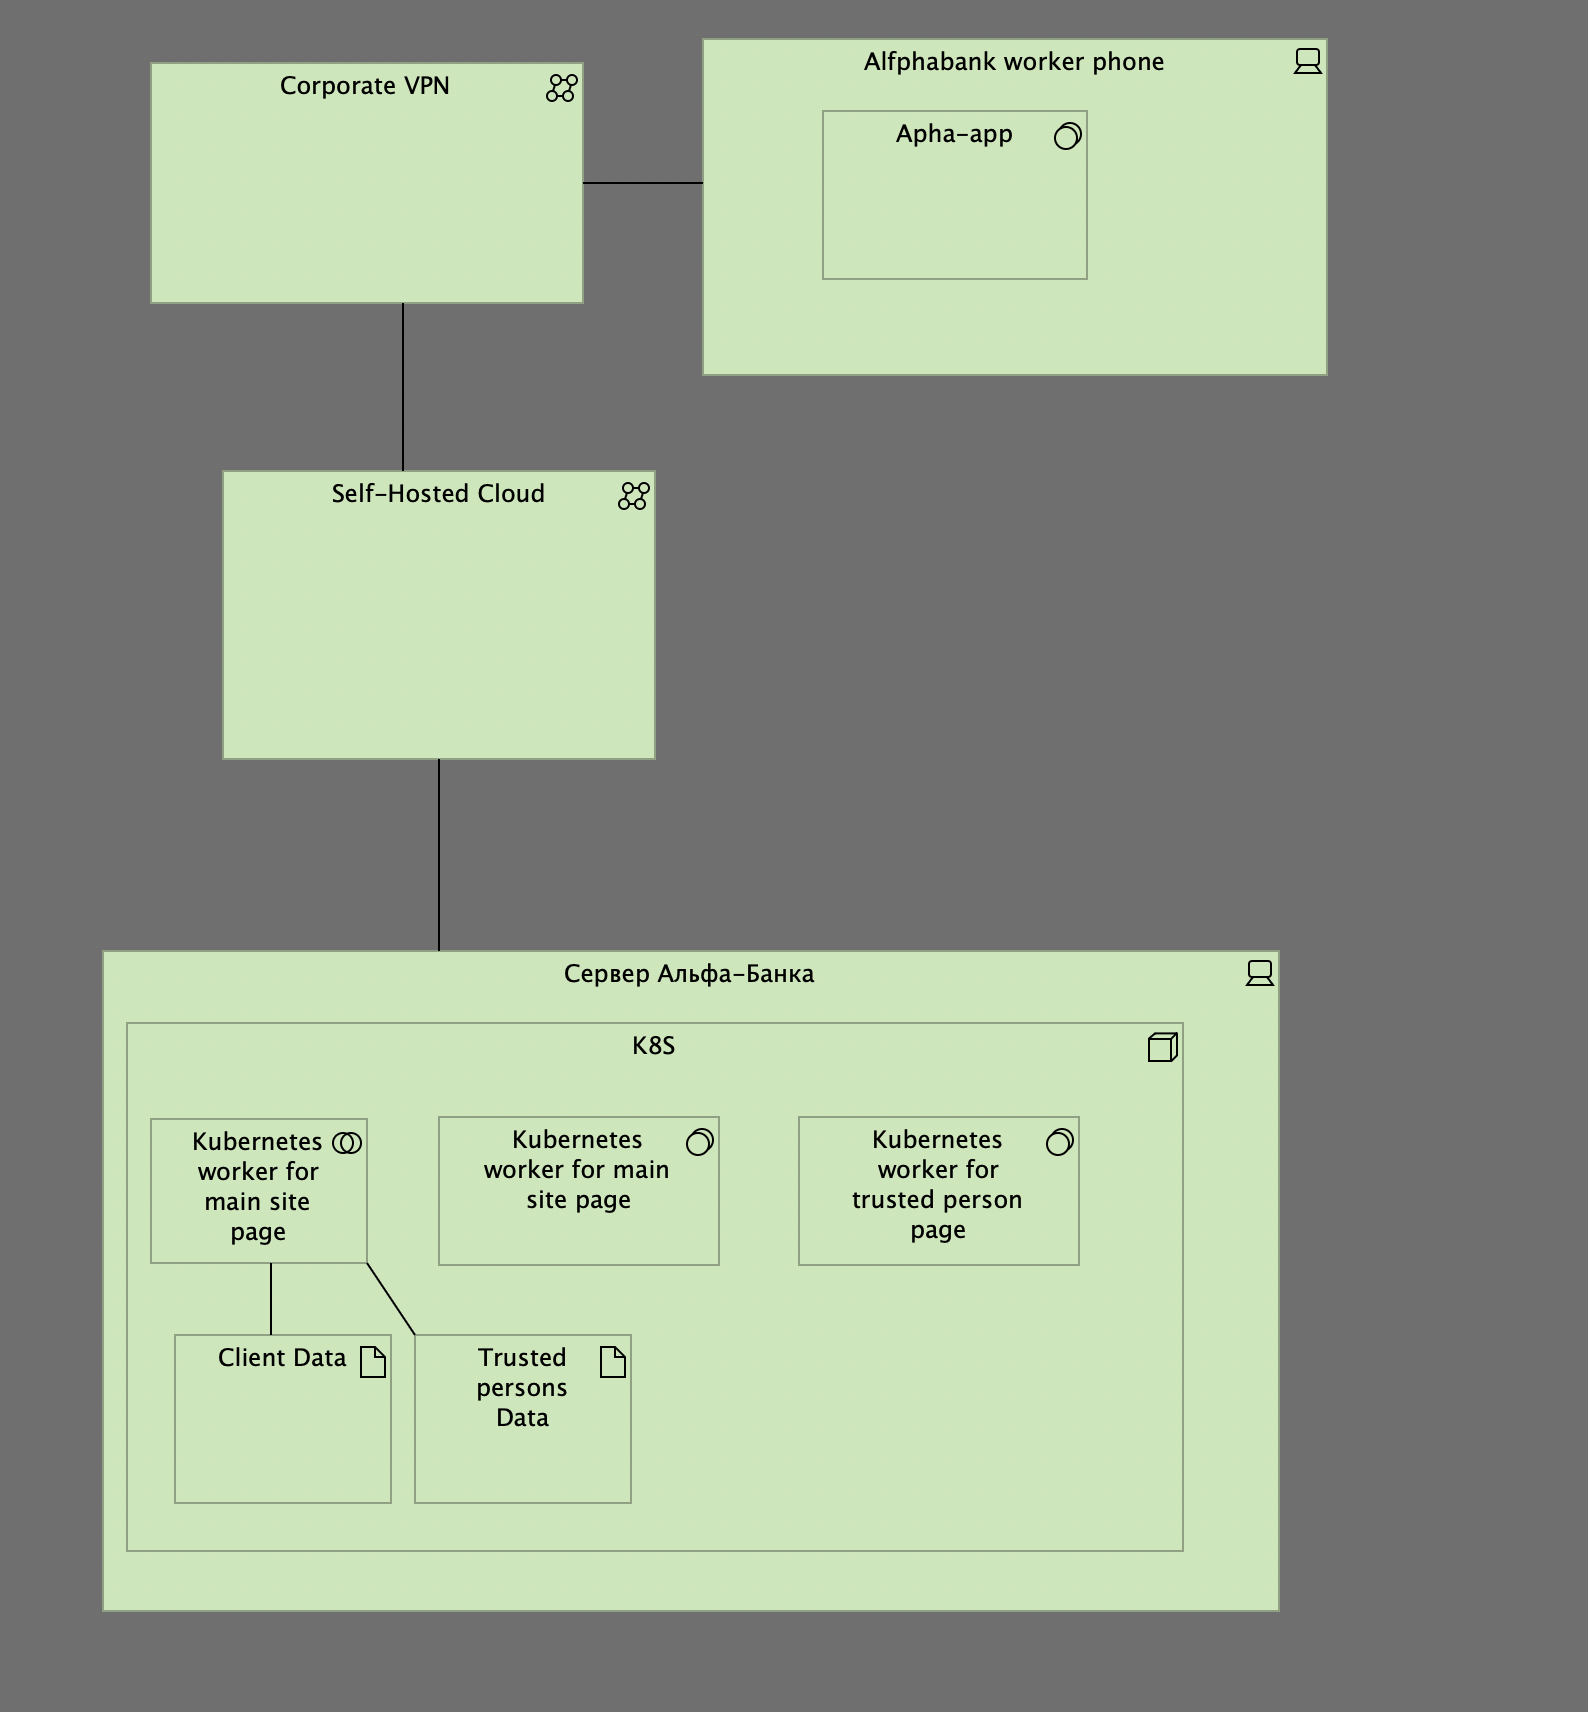 Corporate VPN
Alfphabank worker phone
Apha-app
Self-Hosted Cloud
Сервер Альфа-Банка
K8S
Kubernetes
worker for
main site
page
Kubernetes
worker for main
site page
Kubernetes
worker for
trusted person
page
Client Data
Trusted
persons
Data